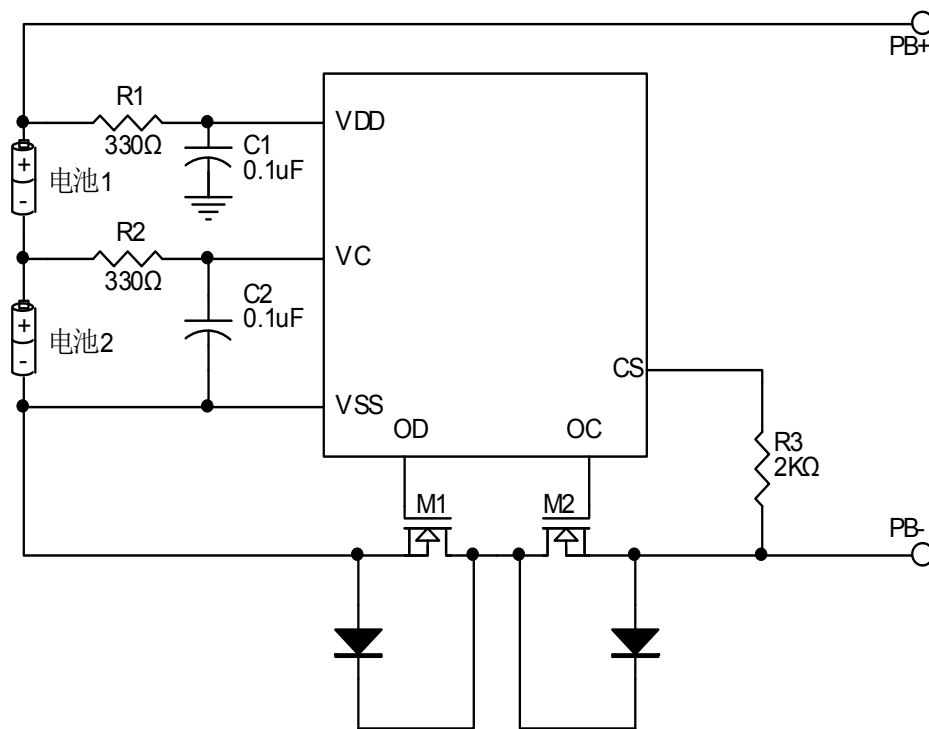 PB+
R1
330Ω
VDD
C1
0.1uF
+
-
电池1
R2
330Ω
VC
C2
0.1uF
+
-
电池2
CS
VSS
OD
OC
R3
2KΩ
M1
M2
PB-